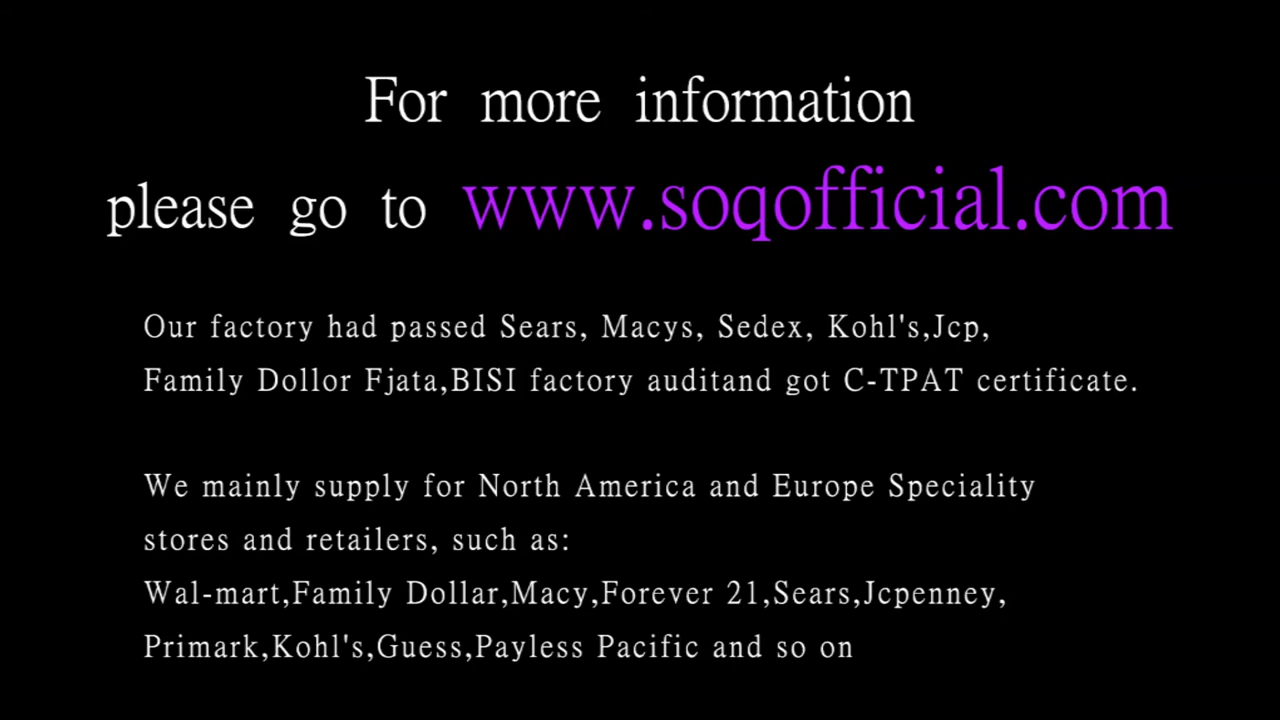 For more information
please go to www.soqofficial.com
Our factory had passed Sears, Macys, Sedex, Kohl's,Jcp,
Family Dollor Fjata,BISI factory auditand got C-TPAT certificate.
We mainly supply for North America and Europe Speciality
stores and retailers, such as:
Wal-mart,Family Dollar,Macy,Forever 21,Sears,Jcpenney,
Primark,Kohl's,Guess,Payless Pacific and so on